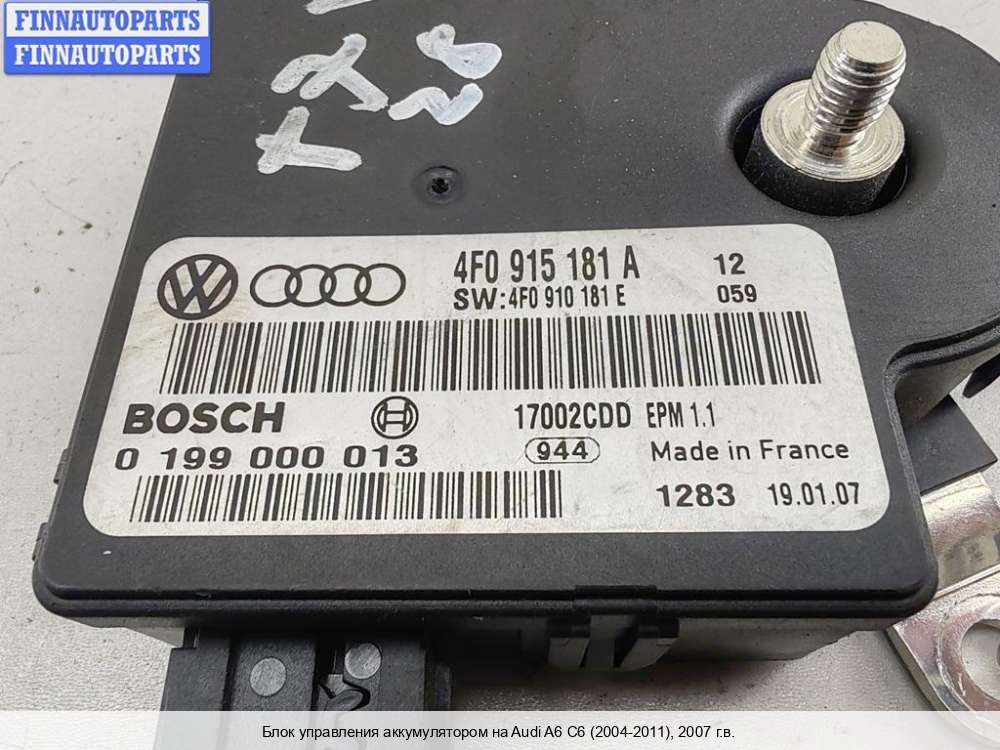 FINNAUTOPARTS
FINNAUTOPARTS
4F0 915 181 A 12
SW: 4F0 910 181 E 059
BOSCH 17002CDD EPM 1.1
0 199 000 013 944 Made in France
1283 19.01.07
Блок управления аккумулятором на Audi A6 C6 (2004-2011), 2007 г.в.